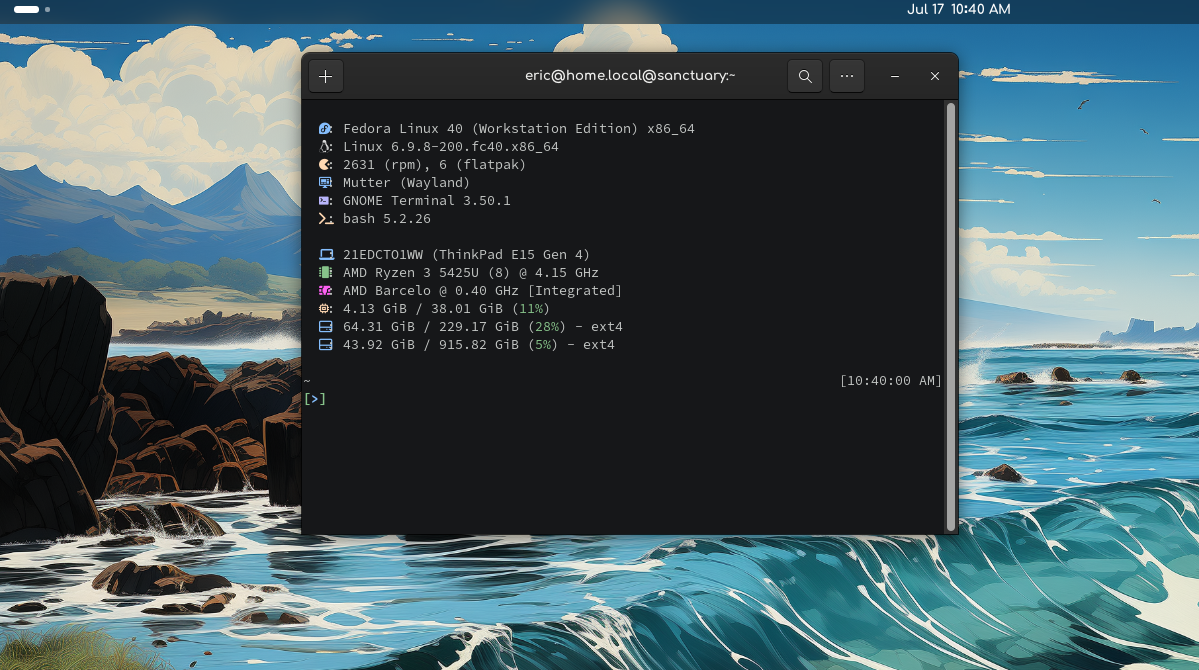 Jul 17 10:40 AM
eric@home.local@sanctuary:~
Fedora Linux 40 (Workstation Edition) x86_64
Linux 6.9.8-200.fc40.x86_64
2631 (rpm), 6 (flatpak)
Mutter (Wayland)
GNOME Terminal 3.50.1
bash 5.2.26
21EDCTO1WW (ThinkPad E15 Gen 4)
AMD Ryzen 3 5425U (8) @ 4.15 GHz
AMD Barcelo @ 0.40 GHz [Integrated]
4.13 GiB / 38.01 GiB (11%)
64.31 GiB / 229.17 GiB (28%) - ext4
43.92 GiB / 915.82 GiB (5%) - ext4
~ [10:40:00 AM]
[>]